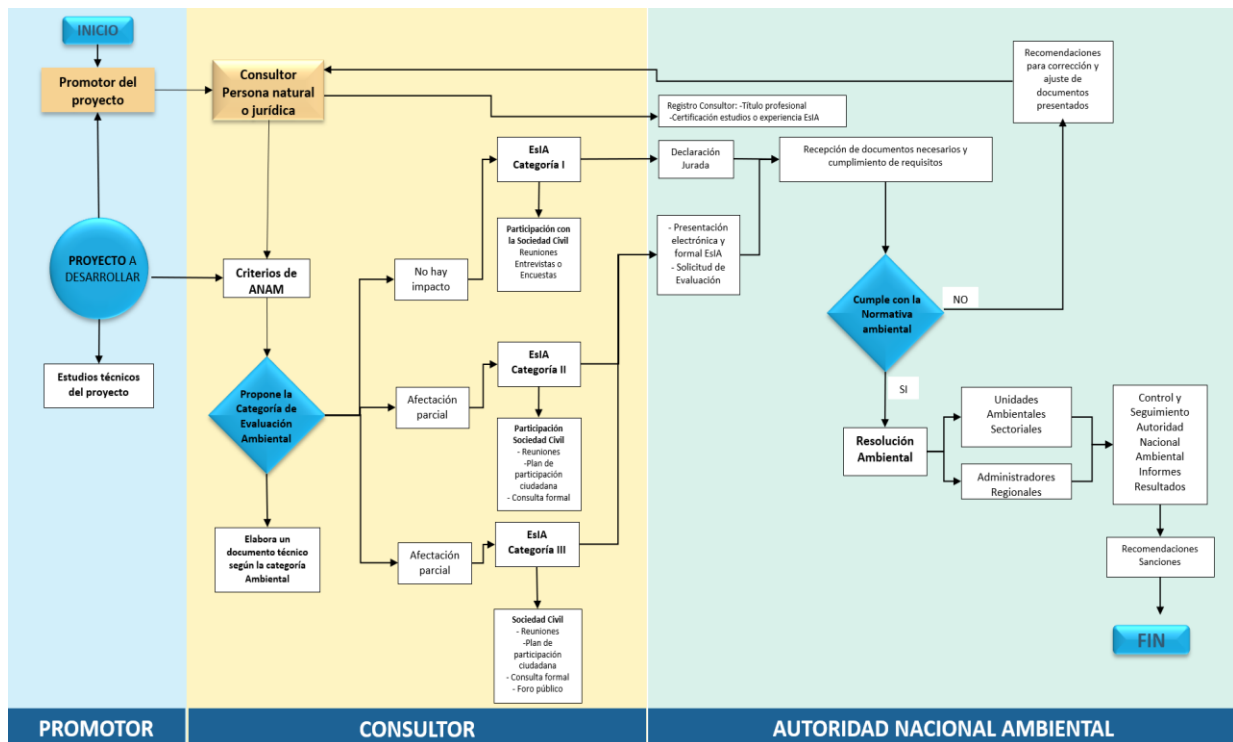 INICIO
Promotor del
proyecto
PROYECTO A
DESARROLLAR
Estudios técnicos
del proyecto
Consultor
Persona natural
o jurídica
Criterios de
ANAM
Propone la
Categoría de
Evaluación
Ambiental
Elabora un
documento técnico
según la categoría
Ambiental
No hay
impacto
Afectación
parcial
Afectación
parcial
EsIA
Categoría I
Participación con
la Sociedad Civil
Reuniones
Entrevistas o
Encuestas
EsIA
Categoría II
Participación
Sociedad Civil
- Reuniones
-Plan de
participación
ciudadana
- Consulta formal
EsIA
Categoría III
Sociedad Civil
- Reuniones
-Plan de
participación
ciudadana
- Consulta formal
- Foro público
Recomendaciones
para corrección y
ajuste de
documentos
presentados
Registro Consultor: -Título profesional
-Certificación estudios o experiencia EsIA
Declaración
Jurada
Recepción de documentos necesarios y
cumplimiento de requisitos
- Presentación
electrónica y
formal EsIA
- Solicitud de
Evaluación
Cumple con la
Normativa
ambiental
NO
SI
Resolución
Ambiental
Unidades
Ambientales
Sectoriales
Administradores
Regionales
Control y
Seguimiento
Autoridad
Nacional
Ambiental
Informes
Resultados
Recomendaciones
Sanciones
FIN
PROMOTOR
CONSULTOR
AUTORIDAD NACIONAL AMBIENTAL